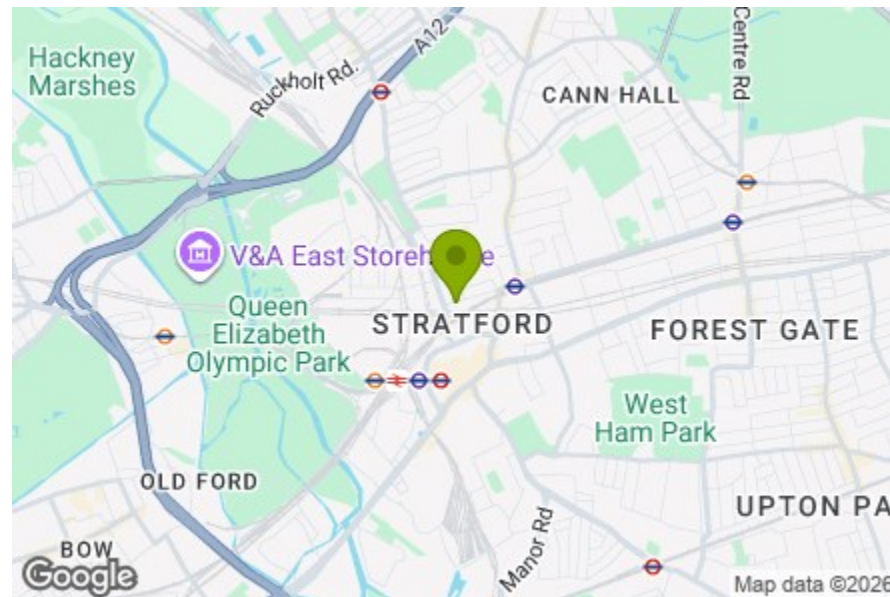 Hackney
Marshes
Ruckholt Rd.
A12
CANN HALL
Centre Rd
V&A East Storeh
e
Queen
Elizabeth
Olympic Park
STRATFORD
FOREST GATE
West
Ham Park
OLD FORD
UPTON PA
BOW
Manor Rd
Google
Map data ©2026